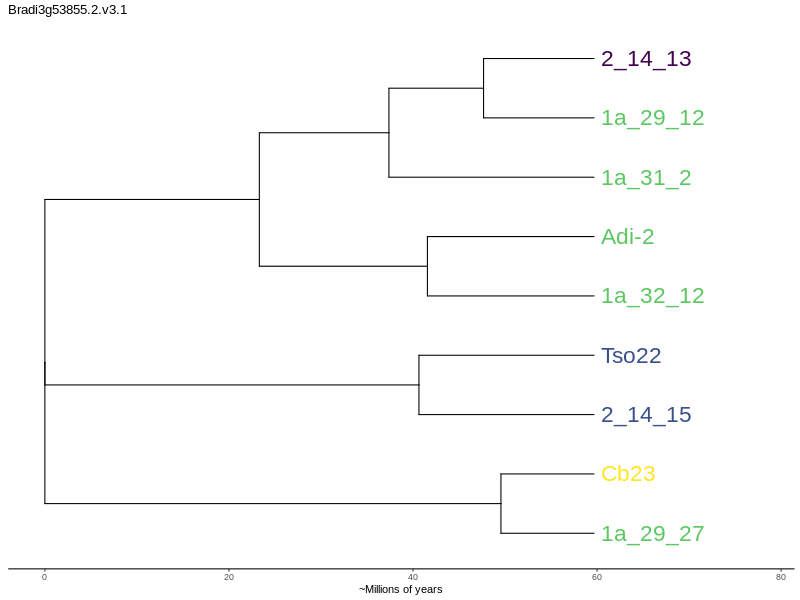 Bradi3g53855.2.v3.1
2_14_13
1a_29_12
1a_31_2
Adi-2
1a_32_12
Tso22
2_14_15
Cb23
1a_29_27
0 20 40 60 80
~Millions of years